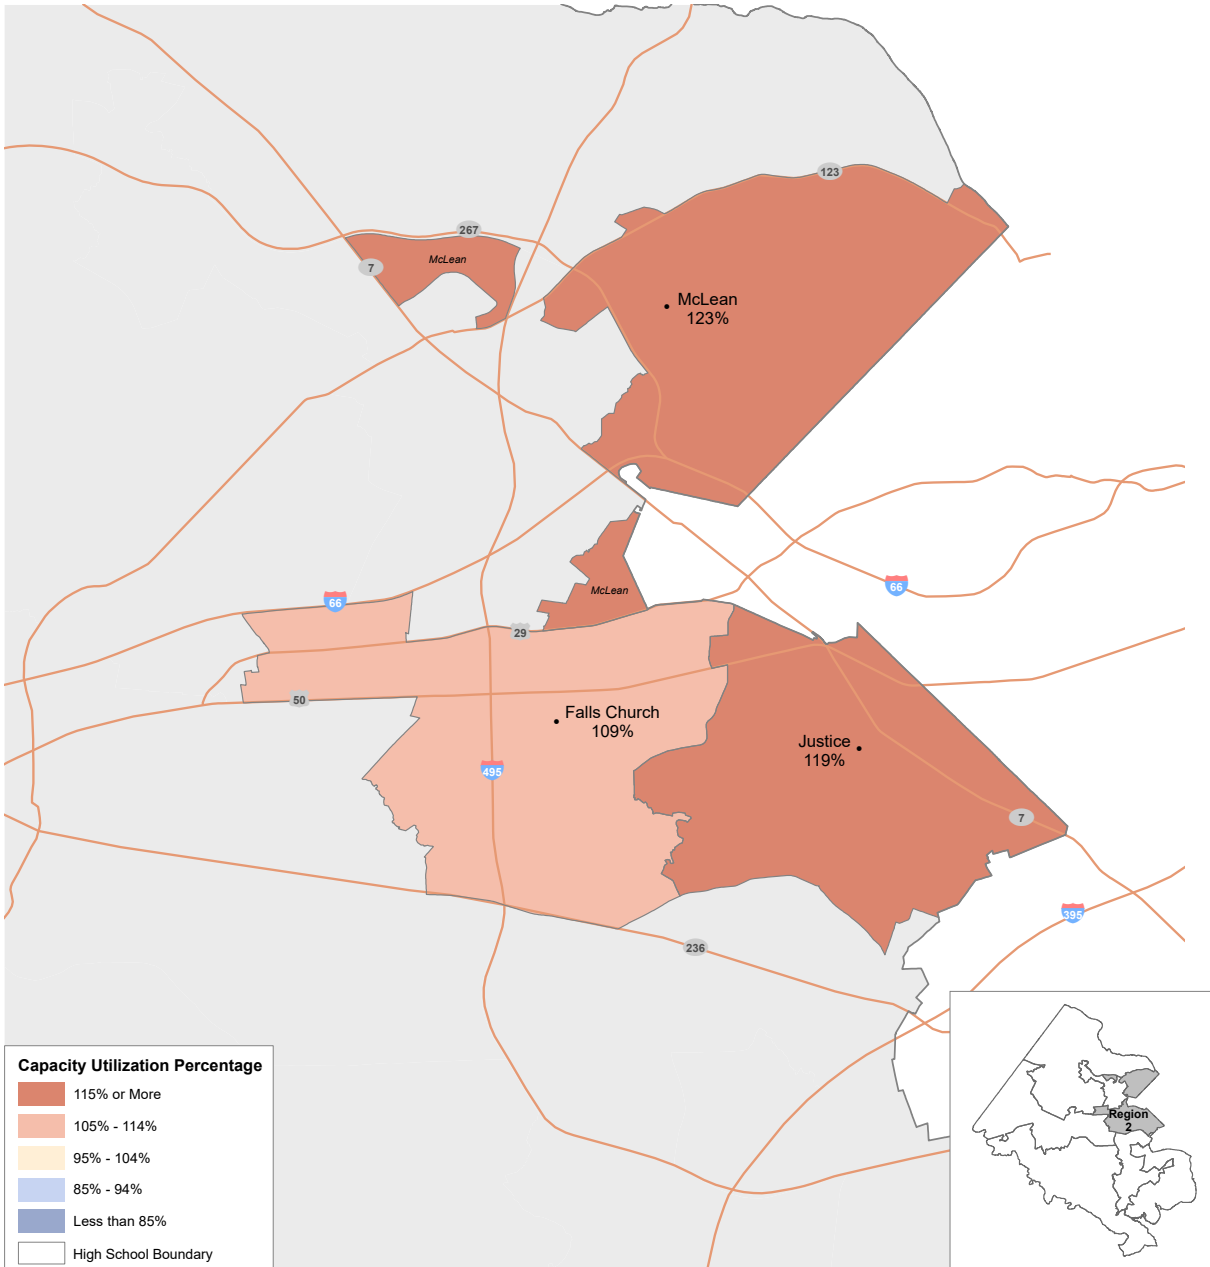 123
267
McLean
7
McLean
123%
66
McLean
66
29
50
Falls Church
109%
Justice
119%
495
7
395
236
Capacity Utilization Percentage
115% or More
105% - 114%
95% - 104%
85% - 94%
Less than 85%
High School Boundary
Region
2